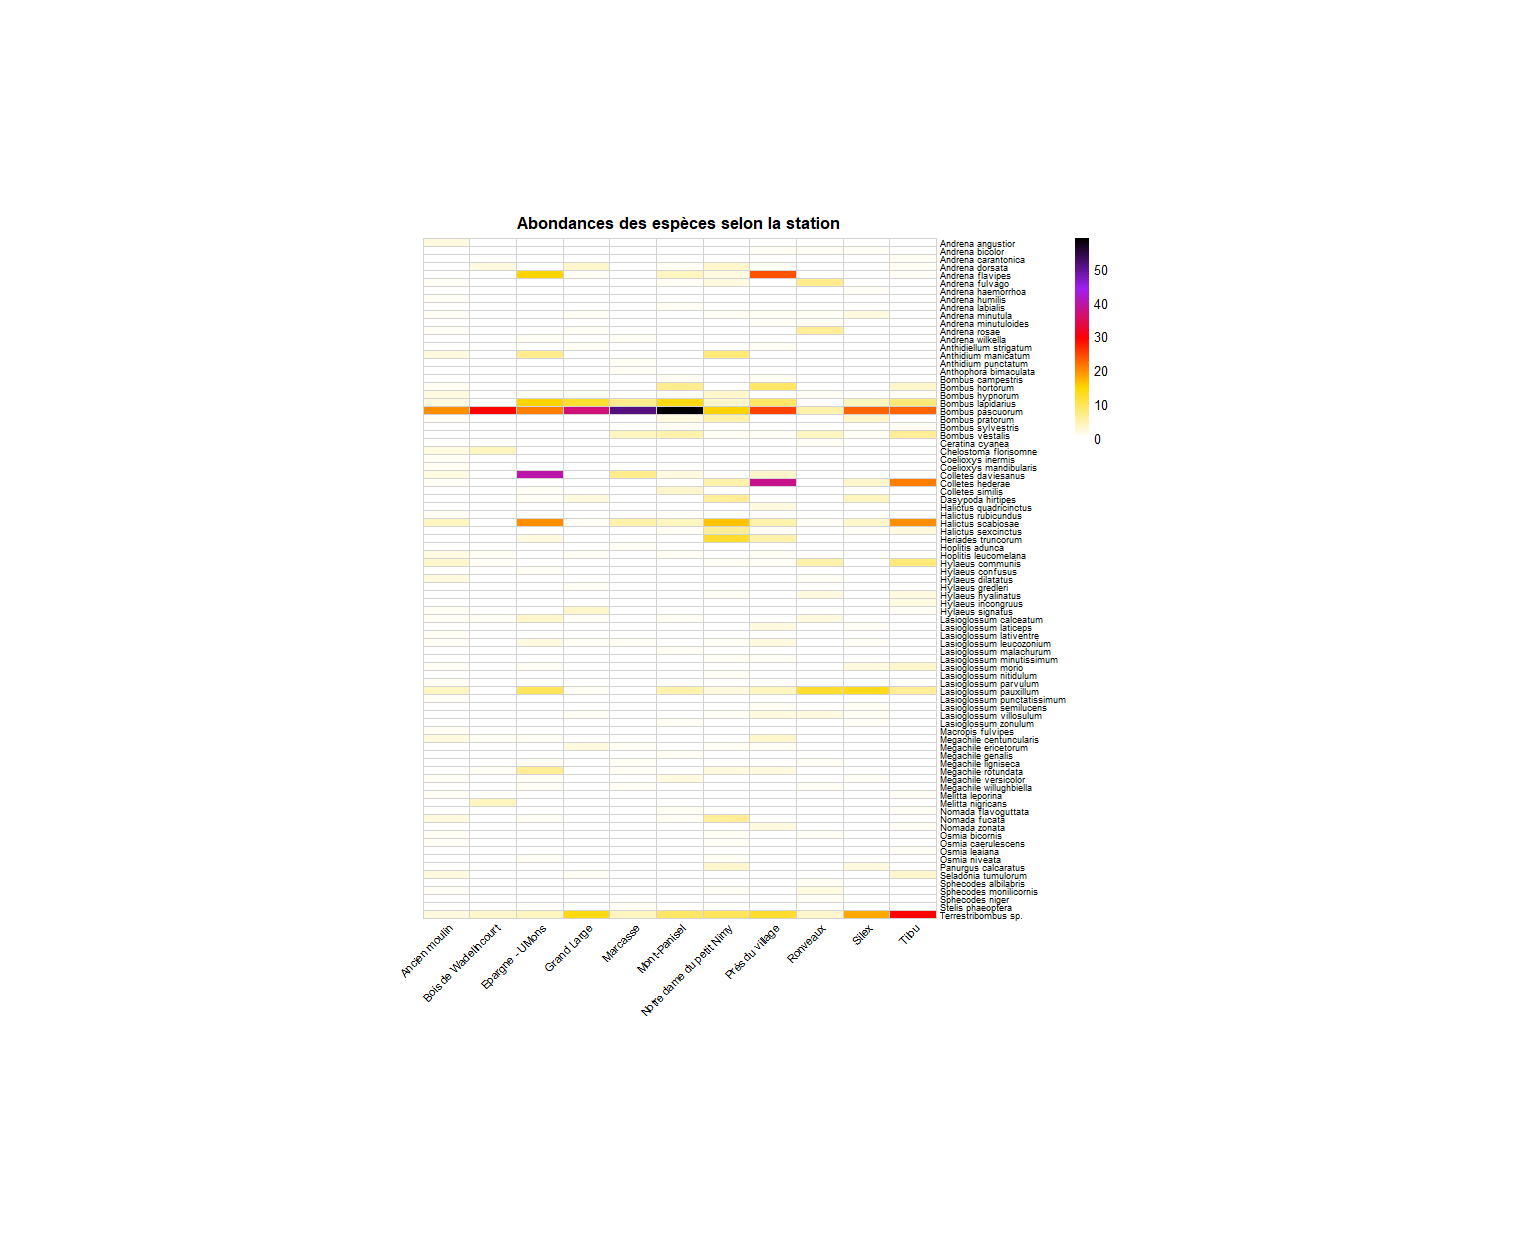 Abondances des espèces selon la station
Andrena angustior
Andrena bicolor
Andrena carantonica
Andrena dorsata
Andrena flavipes
Andrena fulvago
Andrena haemorrhoa
Andrena humilis
Andrena labialis
Andrena minutula
Andrena minutuloides
Andrena rosae
Andrena wilkella
Anthidiellum strigatum
Anthidium manicatum
Anthidium punctatum
Anthophora bimaculata
Bombus campestris
Bombus hortorum
Bombus hypnorum
Bombus lapidarius
Bombus pascuorum
Bombus pratorum
Bombus sylvestris
Bombus vestalis
Ceratina cyanea
Chelostoma florisomne
Coelioxys inermis
Coelioxys mandibularis
Colletes daviesanus
Colletes hederae
Colletes similis
Dasypoda hirtipes
Halictus quadricinctus
Halictus rubicundus
Halictus scabiosae
Halictus sexcinctus
Heriades truncorum
Hoplitis adunca
Hoplitis leucomelana
Hylaeus communis
Hylaeus confusus
Hylaeus dilatatus
Hylaeus gredleri
Hylaeus hyalinatus
Hylaeus incongruus
Hylaeus signatus
Lasioglossum calceatum
Lasioglossum laticeps
Lasioglossum lativentre
Lasioglossum leucozonium
Lasioglossum malachurum
Lasioglossum minutissimum
Lasioglossum morio
Lasioglossum nitidulum
Lasioglossum parvulum
Lasioglossum pauxillum
Lasioglossum punctatissimum
Lasioglossum semilucens
Lasioglossum villosulum
Lasioglossum zonulum
Macropis fulvipes
Megachile centuncularis
Megachile ericetorum
Megachile genalis
Megachile ligniseca
Megachile rotundata
Megachile versicolor
Megachile willughbiella
Melitta leporina
Melitta nigricans
Nomada flavoguttata
Nomada fucata
Nomada zonata
Osmia bicornis
Osmia caerulescens
Osmia leaiana
Osmia niveata
Panurgus calcaratus
Seladonia tumulorum
Sphecodes albilabris
Sphecodes monilicornis
Sphecodes niger
Stelis phaeoptera
Terrestribombus sp.
50
40
30
20
10
0
Ancien moulin
Bois de Wadelincourt
Epargne - UMons
Grand Large
Marcasse
Mont-Panisel
Notre dame du petit Nimy
Prés du village
Ronveaux
Silex
Tibu